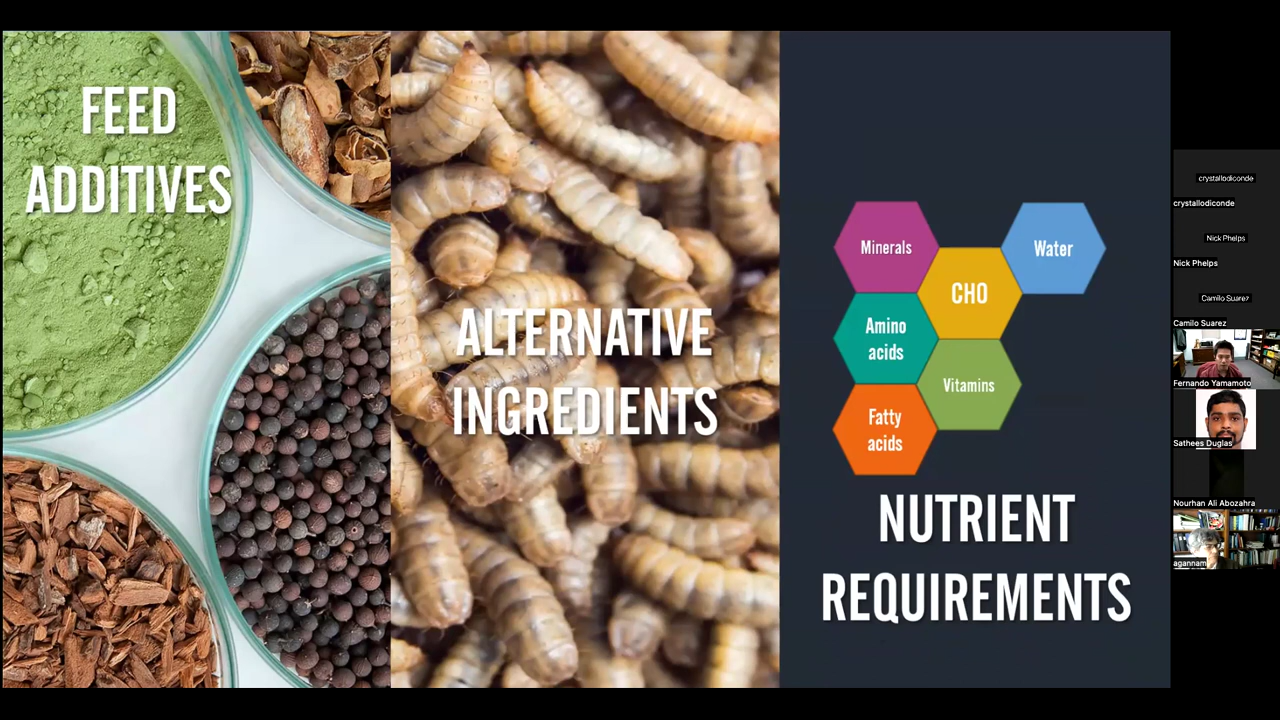 FEED
ADDITIVES
ALTERNATIVE
INGREDIENTS
Minerals
CHO
Water
Amino
acids
Vitamins
Fatty
acids
NUTRIENT
REQUIREMENTS
crystallodiconde
crystallodiconde
Nick Phelps
Nick Phelps
Camilo Suarez
Camilo Suarez
Fernando Yamamoto
Sathees Duglas
Nourhan Ali Abozahra
agannam